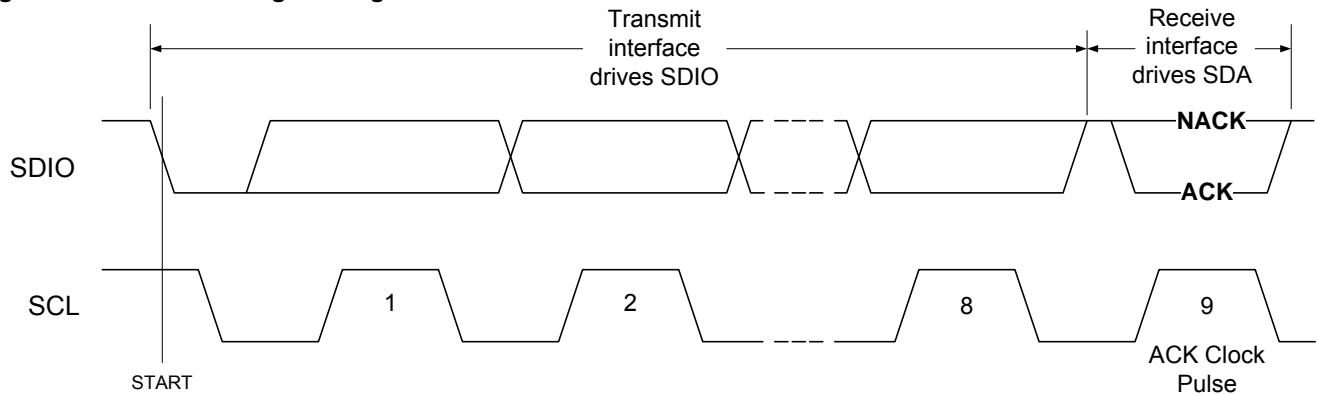 Transmit
interface
drives SDIO
Receive
interface
drives SDA
SDIO
NACK
ACK
SCL
1
2
8
9
START
ACK Clock
Pulse